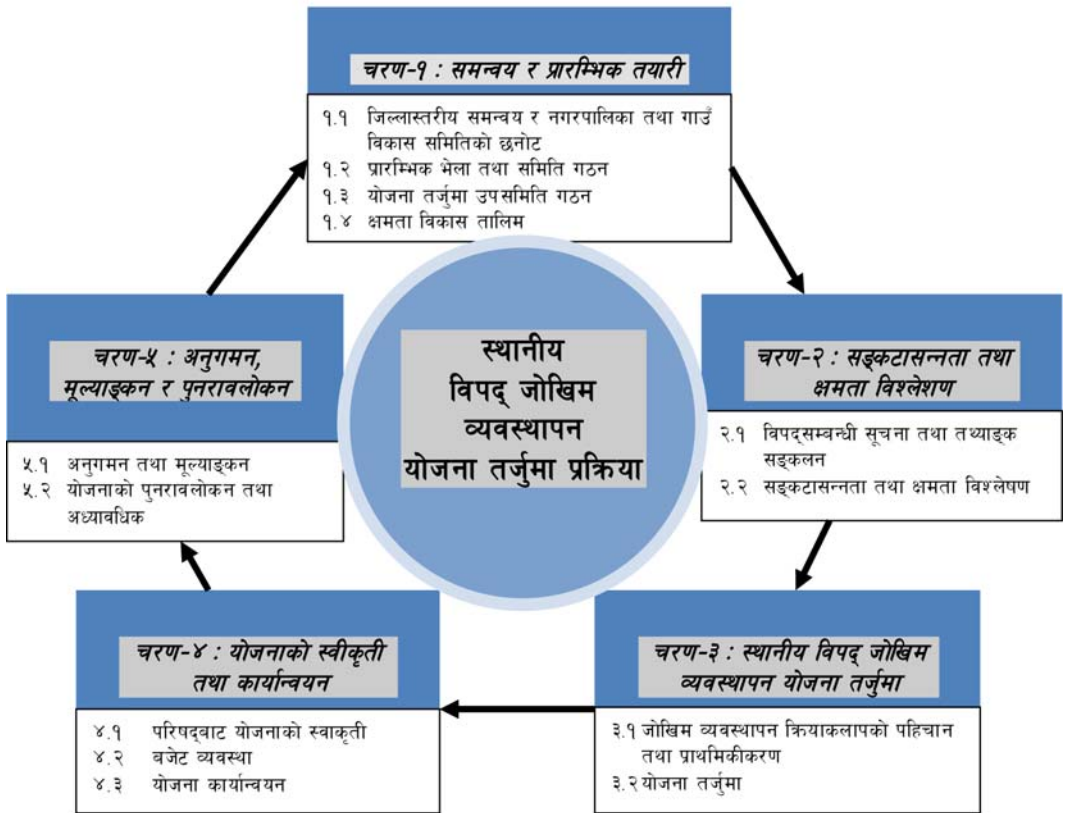 चरण-१ : समन्वय र प्रारम्भिक तयारी
१.१ जिल्लास्तरीय समन्वय र नगरपालिका तथा गाउँ
विकास समितिको छनोट
१.२ प्रारम्भिक भेला तथा समिति गठन
१.३ योजना तर्जुमा उपसमिति गठन
१.४ क्षमता विकास तालिम
स्थानीय
विपद् जोखिम
व्यवस्थापन
योजना तर्जुमा प्रक्रिया
चरण-२ : सङ्कटासन्नता तथा
क्षमता विश्लेशण
२.१ विपद्सम्बन्धी सूचना तथा तथ्याङ्क
सङ्कलन
२.२ सङ्कटासन्नता तथा क्षमता विश्लेषण
चरण-३ : स्थानीय विपद् जोखिम
व्यवस्थापन योजना तर्जुमा
३.१ जोखिम व्यवस्थापन क्रियाकलापको पहिचान
तथा प्राथमिकीकरण
३.२ योजना तर्जुमा
चरण-४ : योजनाको स्वीकृती
तथा कार्यान्वयन
४.१ परिषद्बाट योजनाको स्वाकृती
४.२ बजेट व्यवस्था
४.३ योजना कार्यान्वयन
चरण-५ : अनुगमन,
मूल्याङ्कन र पुनरावलोकन
५.१ अनुगमन तथा मूल्याङ्कन
५.२ योजनाको पुनरावलोकन तथा
अध्यावधिक